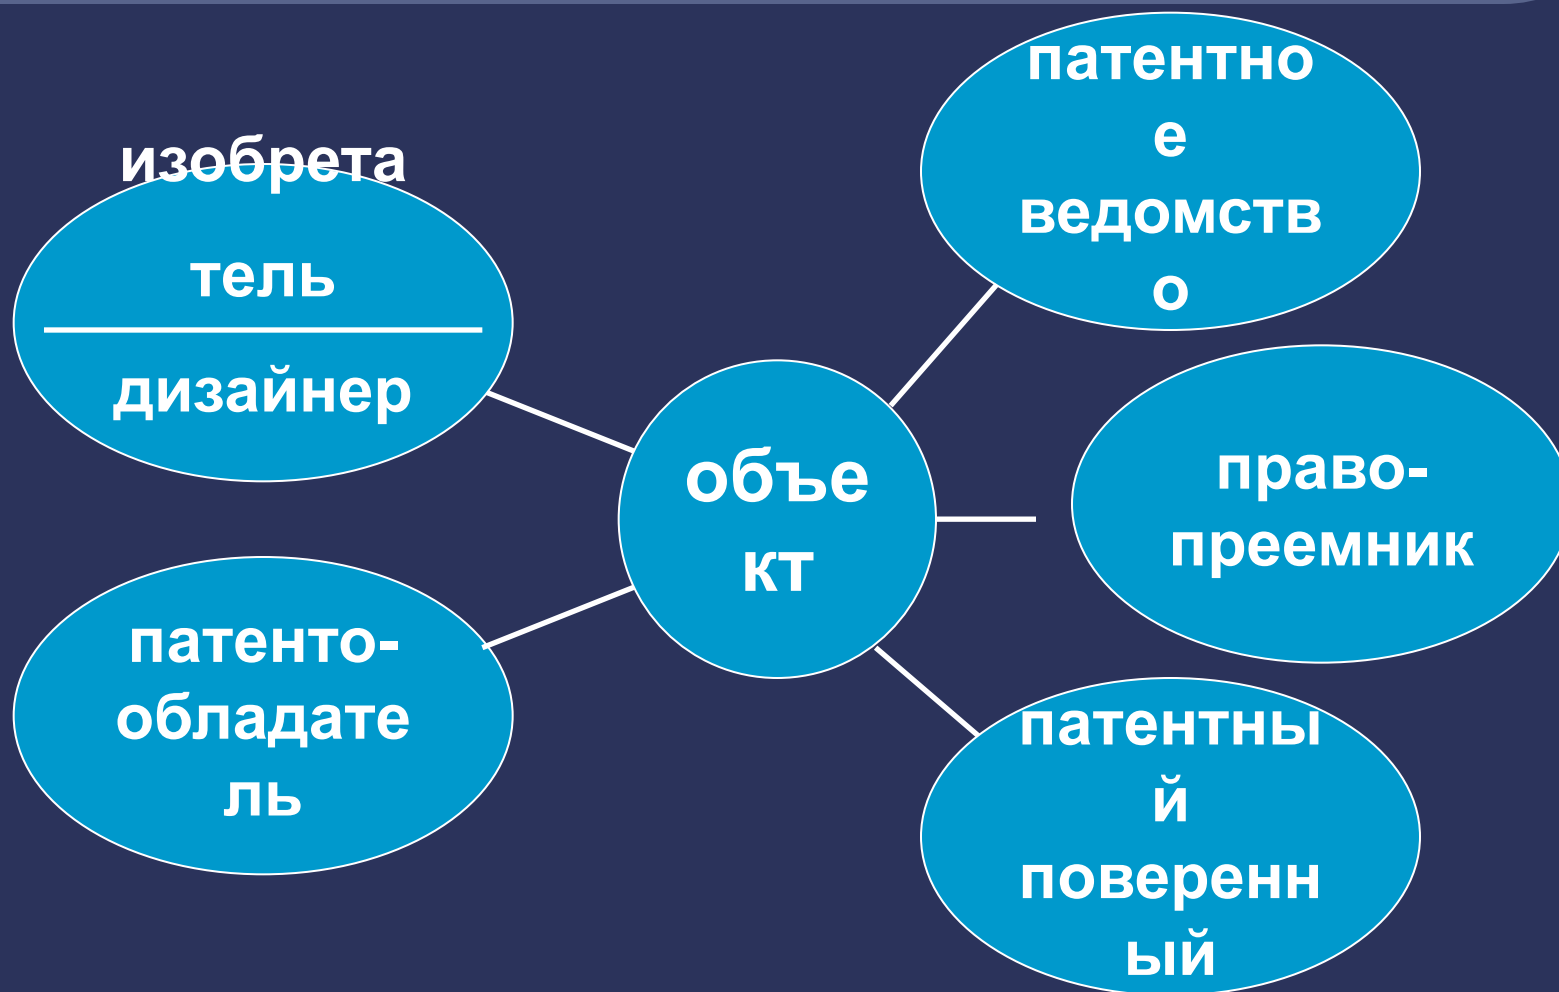 изобрета
тель
дизайнер
патенто-
обладате
ль
объе
кт
патентно
е
ведомств
о
право-
преемник
патентны
й
поверенн
ый